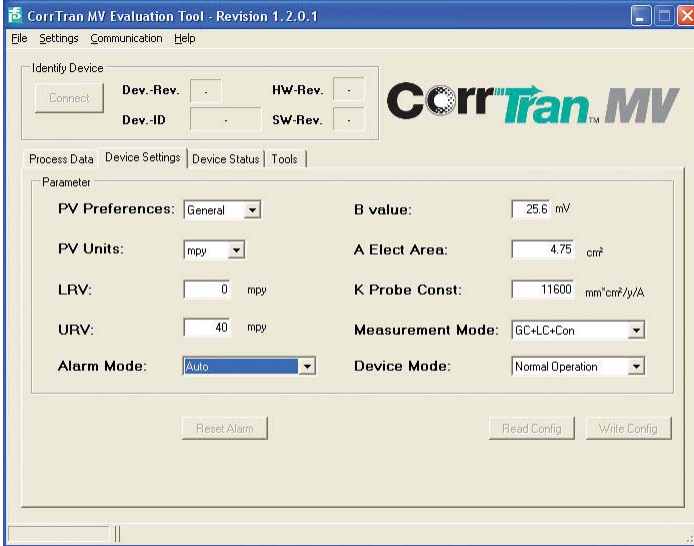 CorrTran MV Evaluation Tool - Revision 1.2.0.1
File Settings Communication Help
Identify Device
Connect Dev.-Rev. - HW-Rev. -
Dev.-ID - SW-Rev. -
CorrTran™ MV
Process Data Device Settings Device Status Tools
Parameter
PV Preferences: General B value: 25.6 mV
PV Units: mpy A Elect Area: 4.75 cm²
LRV: 0 mpy K Probe Const: 11600 mm*cm²/y/A
URV: 40 mpy Measurement Mode: GC+LC+Con
Alarm Mode: Auto Device Mode: Normal Operation
Reset Alarm Read Config Write Config